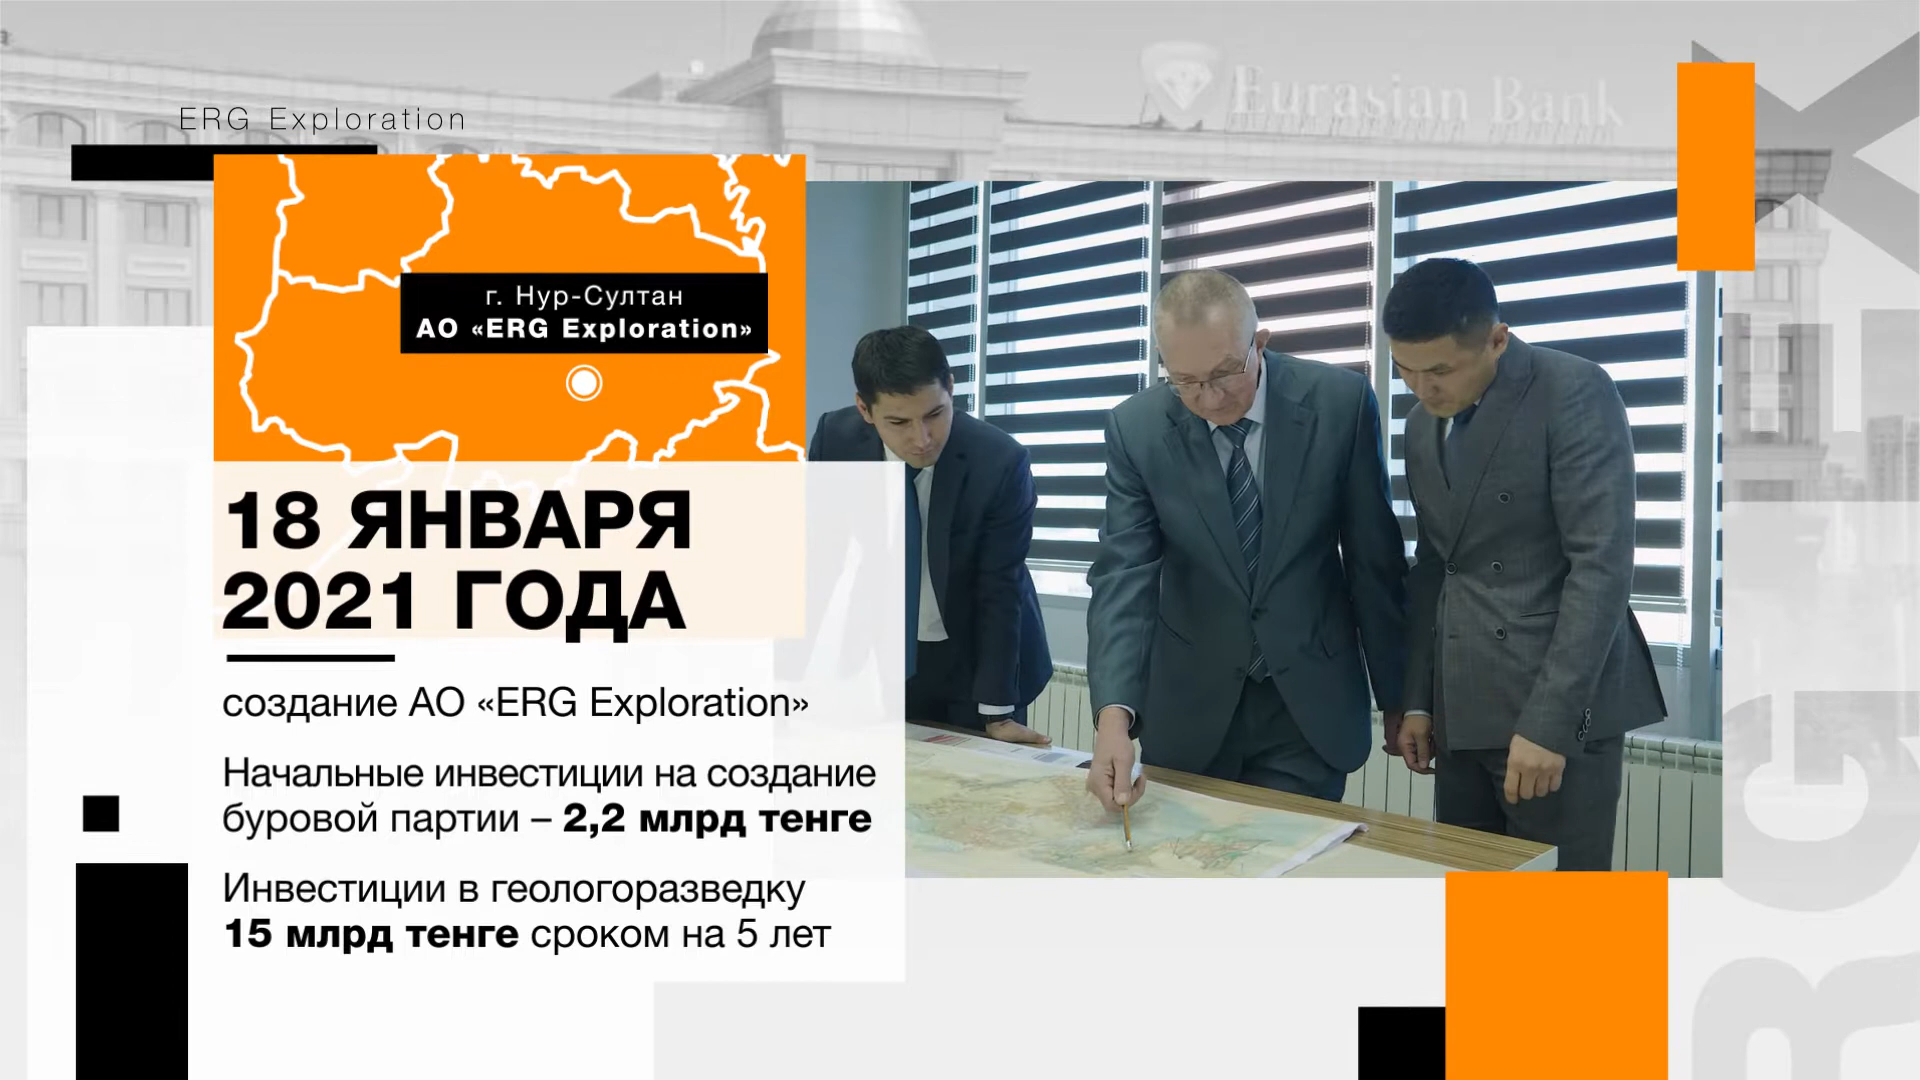 Eurasian Bank
ERG Exploration
г. Нур-Султан
АО «ERG Exploration»
18 ЯНВАРЯ
2021 ГОДА
создание АО «ERG Exploration»
Начальные инвестиции на создание
буровой партии – 2,2 млрд тенге
Инвестиции в геологоразведку
15 млрд тенге сроком на 5 лет